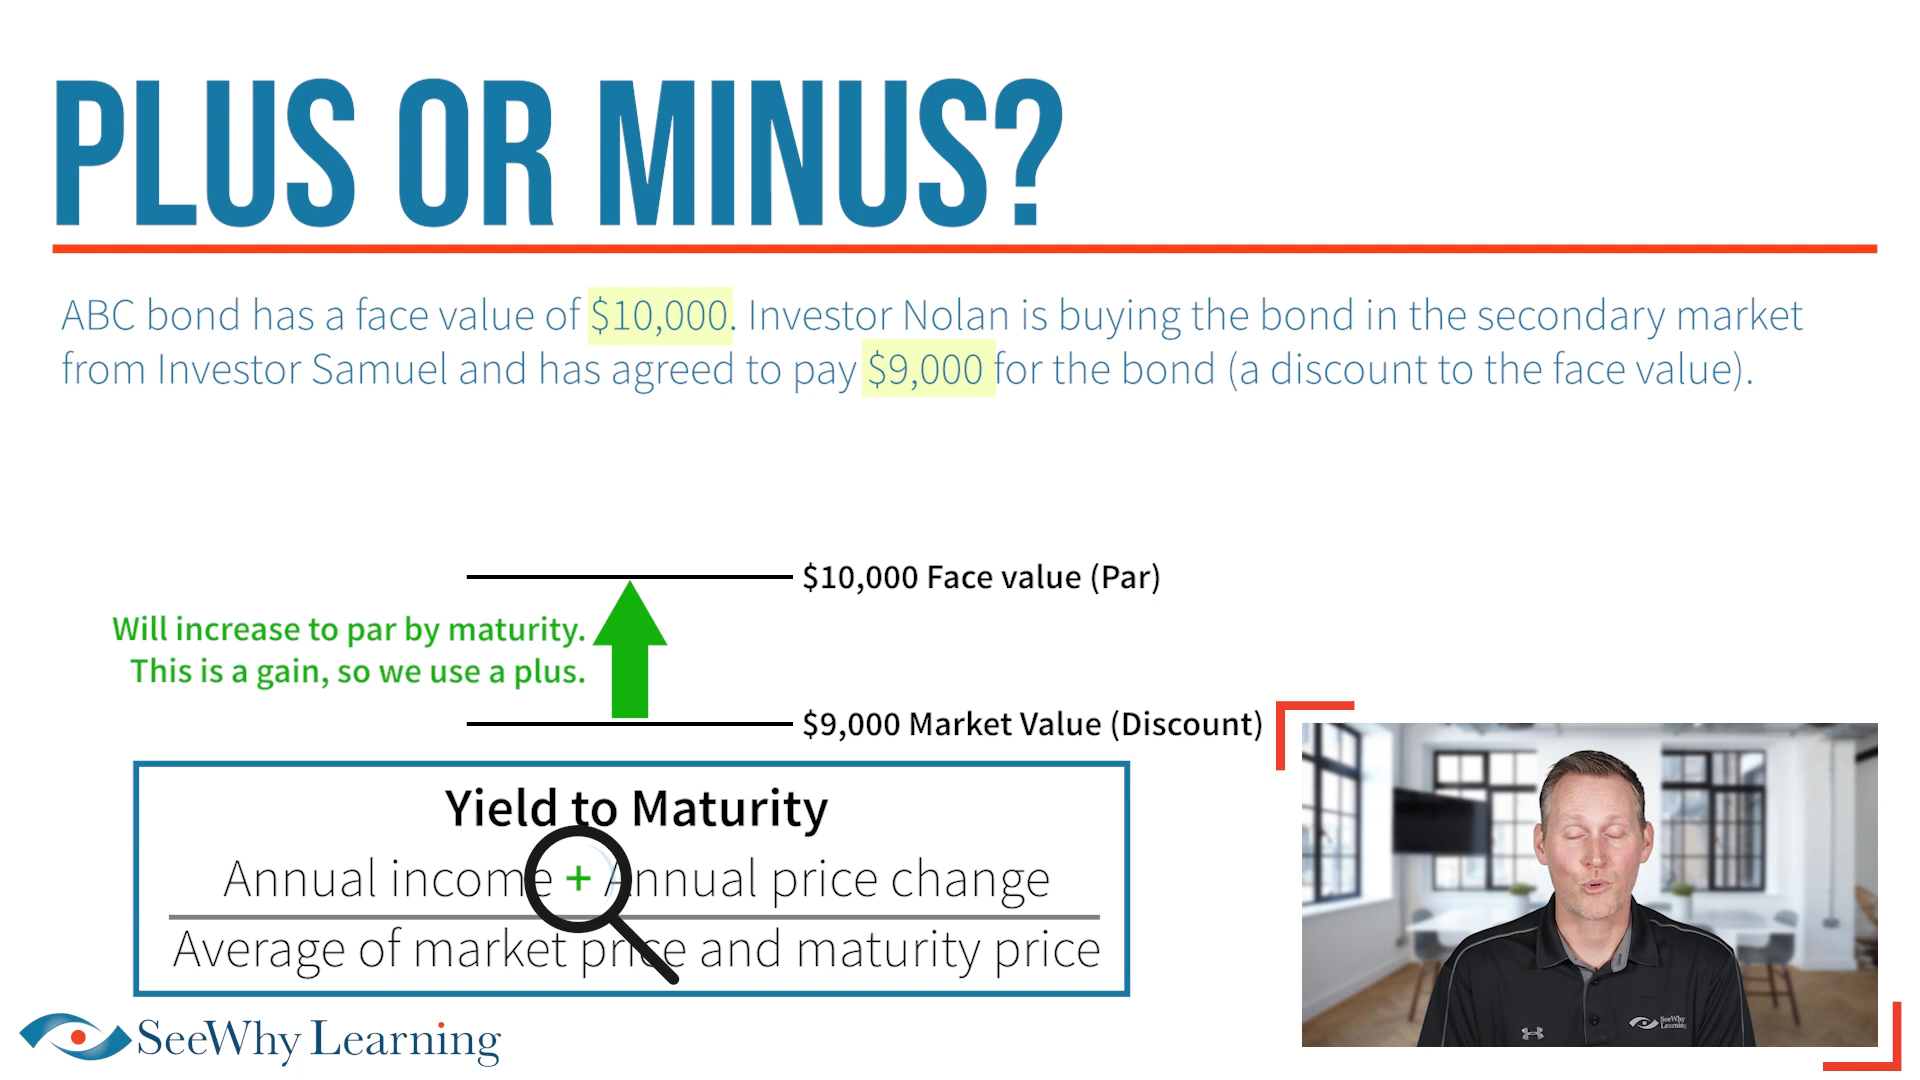 PLUS OR MINUS?
ABC bond has a face value of $10,000. Investor Nolan is buying the bond in the secondary market
from Investor Samuel and has agreed to pay $9,000 for the bond (a discount to the face value).
$10,000 Face value (Par)
Will increase to par by maturity.
This is a gain, so we use a plus.
$9,000 Market Value (Discount)
Yield to Maturity
Annual income + Annual price change
Average of market price and maturity price
SeeWhy Learning
SeeWhy
Learning